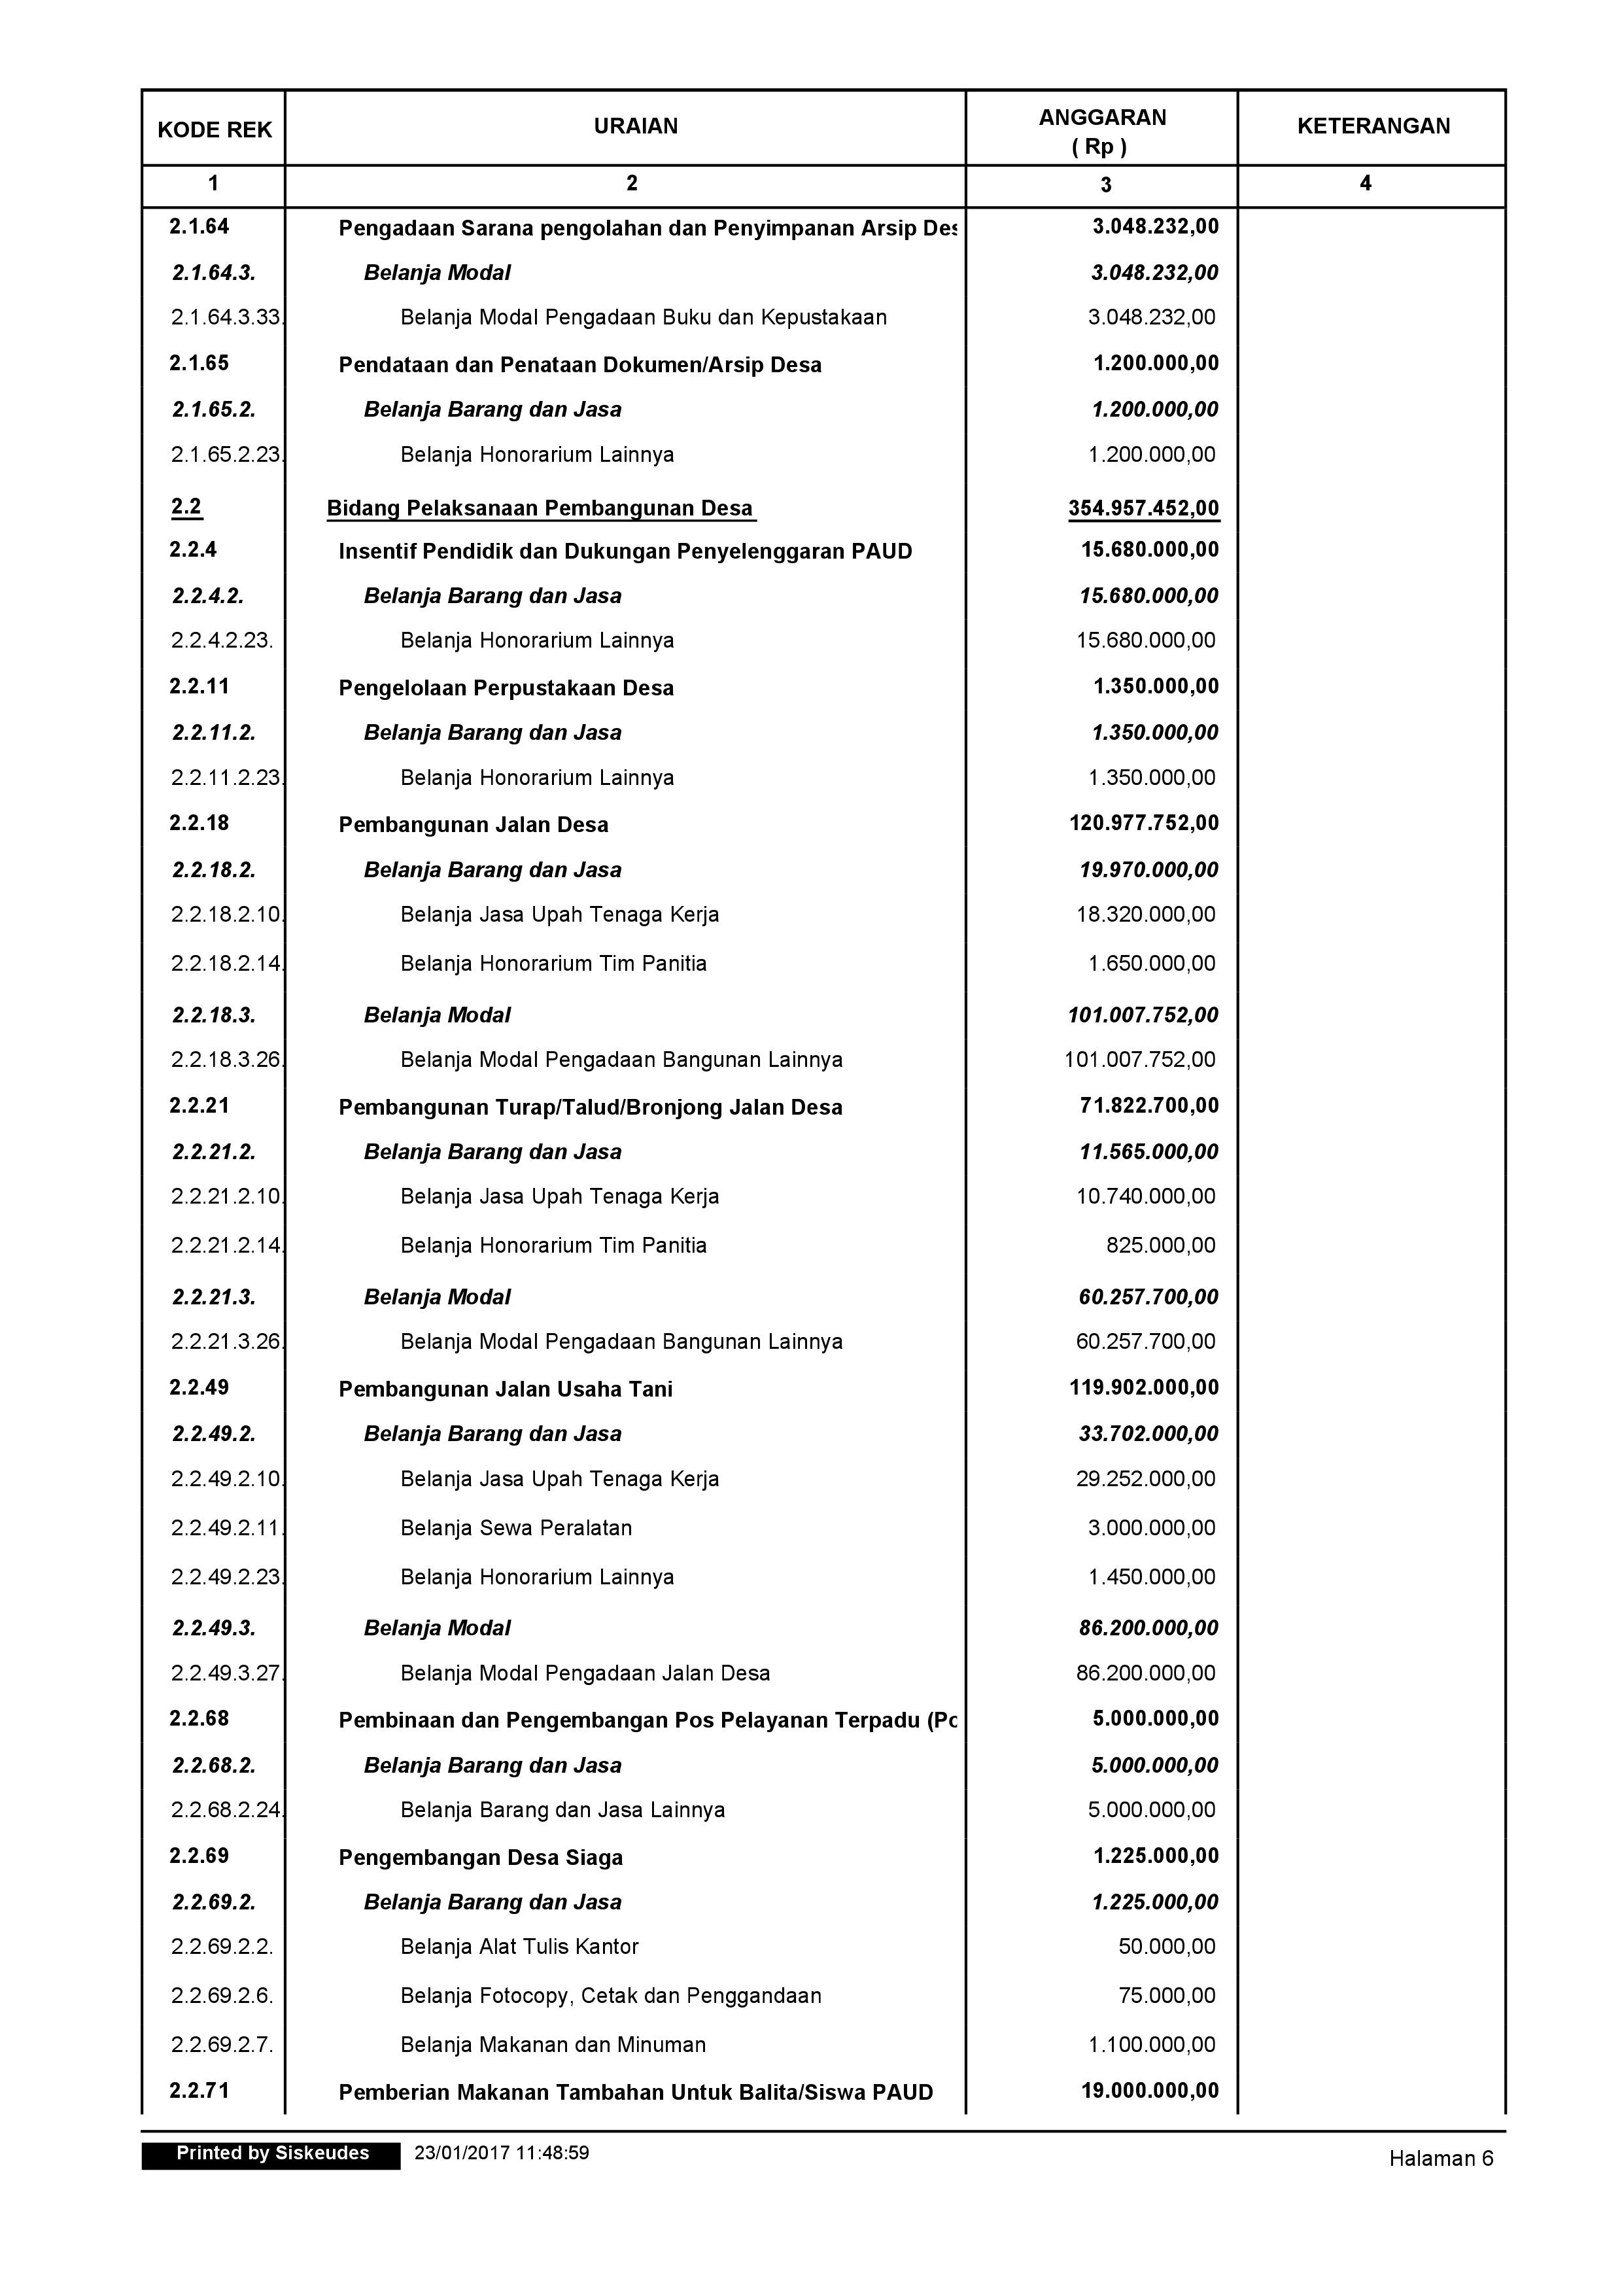 KODE REK URAIAN ANGGARAN ( Rp ) KETERANGAN
1 2 3 4
2.1.64 Pengadaan Sarana pengolahan dan Penyimpanan Arsip Des 3.048.232,00
2.1.64.3. Belanja Modal 3.048.232,00
2.1.64.3.33. Belanja Modal Pengadaan Buku dan Kepustakaan 3.048.232,00
2.1.65 Pendataan dan Penataan Dokumen/Arsip Desa 1.200.000,00
2.1.65.2. Belanja Barang dan Jasa 1.200.000,00
2.1.65.2.23. Belanja Honorarium Lainnya 1.200.000,00
2.2 Bidang Pelaksanaan Pembangunan Desa 354.957.452,00
2.2.4 Insentif Pendidik dan Dukungan Penyelenggaran PAUD 15.680.000,00
2.2.4.2. Belanja Barang dan Jasa 15.680.000,00
2.2.4.2.23. Belanja Honorarium Lainnya 15.680.000,00
2.2.11 Pengelolaan Perpustakaan Desa 1.350.000,00
2.2.11.2. Belanja Barang dan Jasa 1.350.000,00
2.2.11.2.23. Belanja Honorarium Lainnya 1.350.000,00
2.2.18 Pembangunan Jalan Desa 120.977.752,00
2.2.18.2. Belanja Barang dan Jasa 19.970.000,00
2.2.18.2.10. Belanja Jasa Upah Tenaga Kerja 18.320.000,00
2.2.18.2.14. Belanja Honorarium Tim Panitia 1.650.000,00
2.2.18.3. Belanja Modal 101.007.752,00
2.2.18.3.26. Belanja Modal Pengadaan Bangunan Lainnya 101.007.752,00
2.2.21 Pembangunan Turap/Talud/Bronjong Jalan Desa 71.822.700,00
2.2.21.2. Belanja Barang dan Jasa 11.565.000,00
2.2.21.2.10. Belanja Jasa Upah Tenaga Kerja 10.740.000,00
2.2.21.2.14. Belanja Honorarium Tim Panitia 825.000,00
2.2.21.3. Belanja Modal 60.257.700,00
2.2.21.3.26. Belanja Modal Pengadaan Bangunan Lainnya 60.257.700,00
2.2.49 Pembangunan Jalan Usaha Tani 119.902.000,00
2.2.49.2. Belanja Barang dan Jasa 33.702.000,00
2.2.49.2.10. Belanja Jasa Upah Tenaga Kerja 29.252.000,00
2.2.49.2.11. Belanja Sewa Peralatan 3.000.000,00
2.2.49.2.23. Belanja Honorarium Lainnya 1.450.000,00
2.2.49.3. Belanja Modal 86.200.000,00
2.2.49.3.27. Belanja Modal Pengadaan Jalan Desa 86.200.000,00
2.2.68 Pembinaan dan Pengembangan Pos Pelayanan Terpadu (Po 5.000.000,00
2.2.68.2. Belanja Barang dan Jasa 5.000.000,00
2.2.68.2.24. Belanja Barang dan Jasa Lainnya 5.000.000,00
2.2.69 Pengembangan Desa Siaga 1.225.000,00
2.2.69.2. Belanja Barang dan Jasa 1.225.000,00
2.2.69.2.2. Belanja Alat Tulis Kantor 50.000,00
2.2.69.2.6. Belanja Fotocopy, Cetak dan Penggandaan 75.000,00
2.2.69.2.7. Belanja Makanan dan Minuman 1.100.000,00
2.2.71 Pemberian Makanan Tambahan Untuk Balita/Siswa PAUD 19.000.000,00
Printed by Siskeudes 23/01/2017 11:48:59 Halaman 6